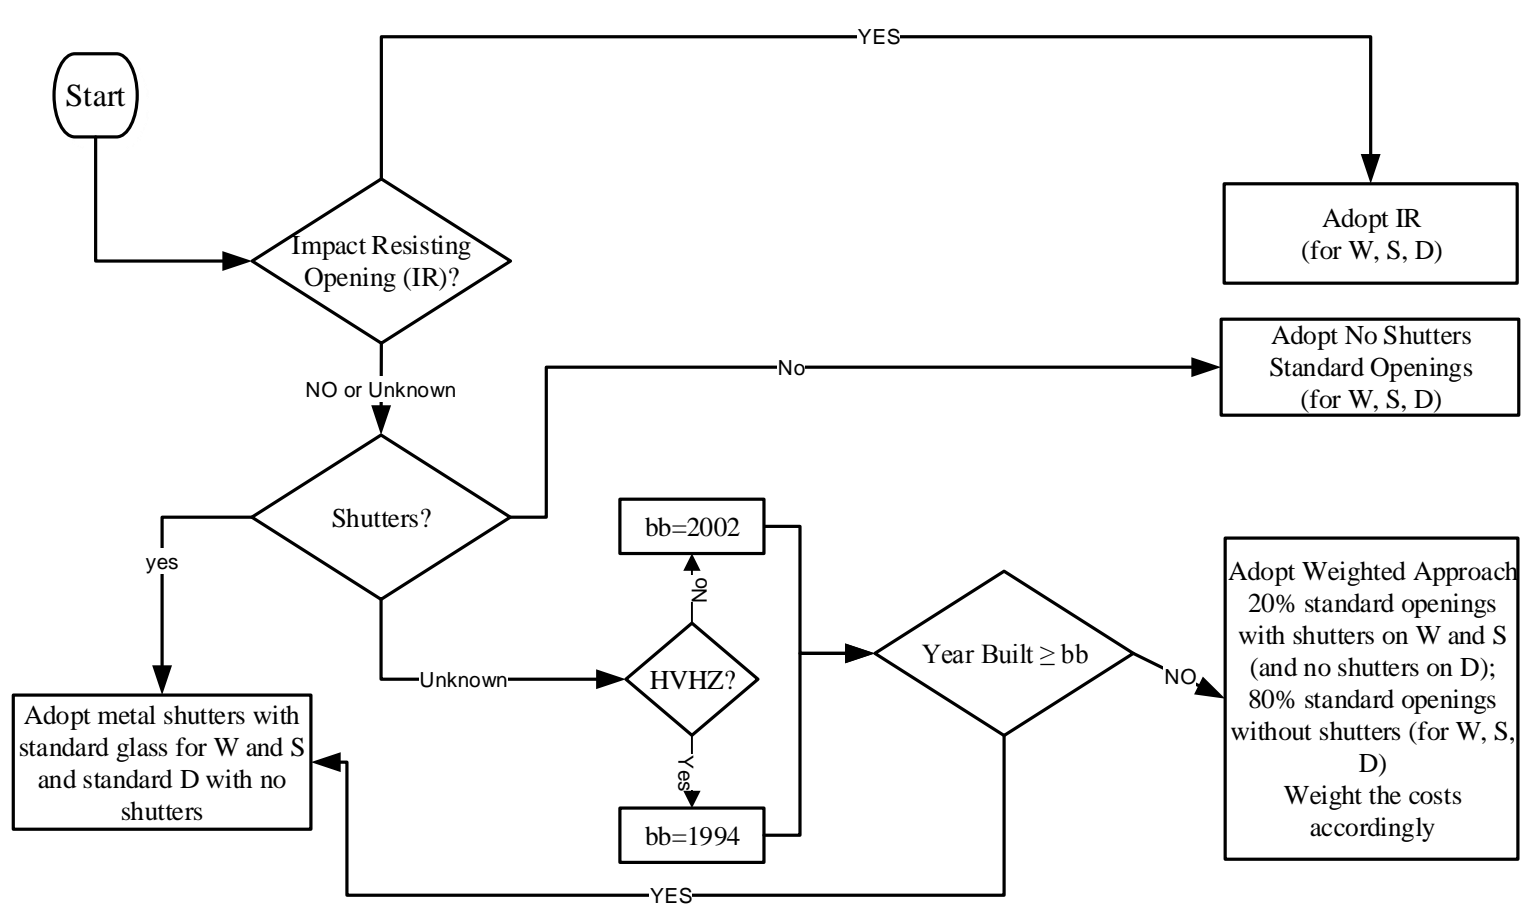 YES
Start
Impact Resisting
Opening (IR)?
Adopt IR
(for W, S, D)
NO or Unknown
No
Adopt No Shutters
Standard Openings
(for W, S, D)
Shutters?
yes
bb=2002
No
Unknown
HVHZ?
Yes
bb=1994
Year Built ≥ bb
NO
Adopt Weighted Approach
20% standard openings
with shutters on W and S
(and no shutters on D);
80% standard openings
without shutters (for W, S,
D)
Weight the costs
accordingly
Adopt metal shutters with
standard glass for W and S
and standard D with no
shutters
YES